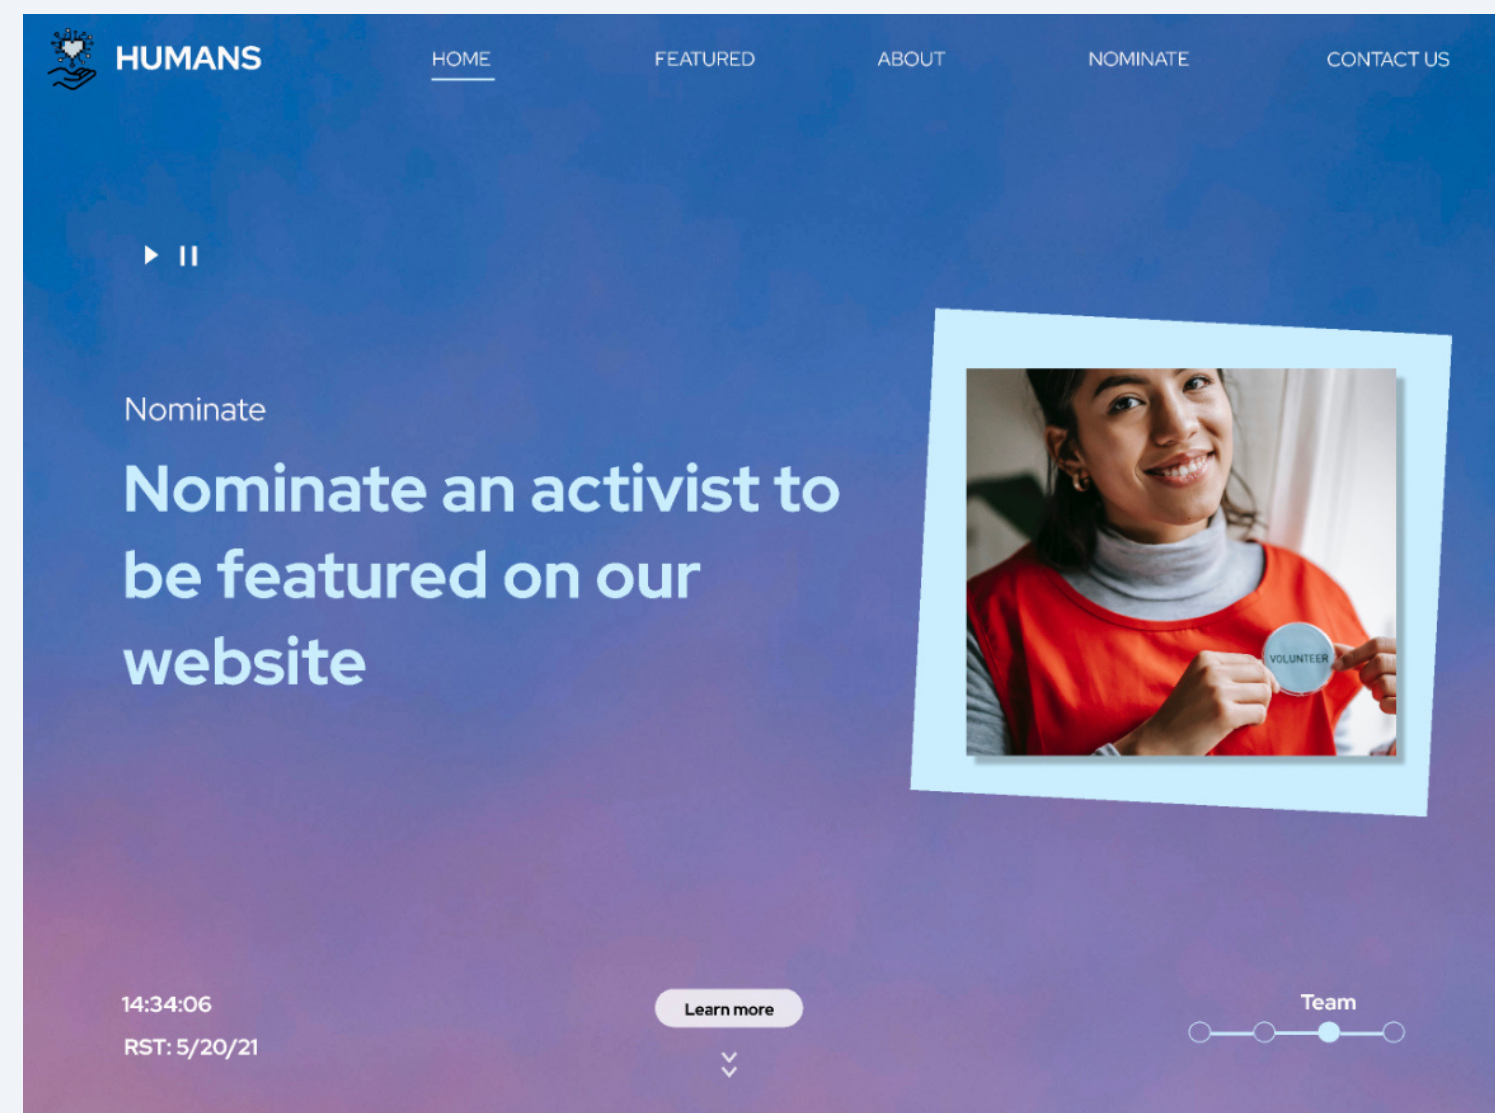 HUMANS
HOME
FEATURED
ABOUT
NOMINATE
CONTACT US
Nominate
Nominate an activist to
be featured on our
website
VOLUNTEER
14:34:06
RST: 5/20/21
Learn more
Team